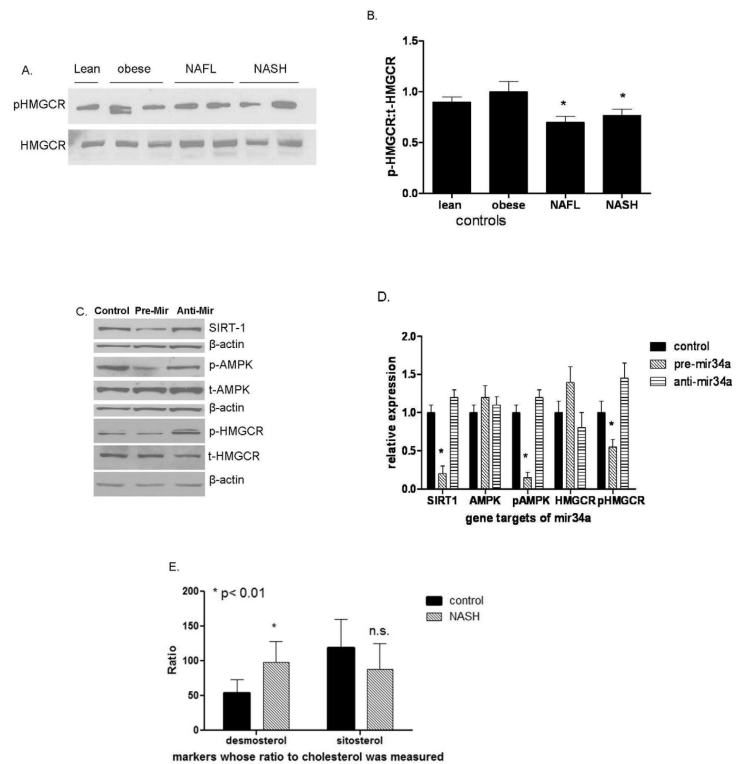 A.
Lean obese NAFL NASH
pHMGCR
HMGCR
B.
p-HMGCR:t-HMGCR
1.5
1.0
0.5
0.0
* *
lean obese NAFL NASH
controls
C.
Control Pre-Mir Anti-Mir
SIRT-1
β-actin
p-AMPK
t-AMPK
β-actin
p-HMGCR
t-HMGCR
β-actin
D.
relative expression
2.0
1.5
1.0
0.5
0.0
* * *
SIRT1 AMPK pAMPK HMGCR pHMGCR
gene targets of mir34a
control
pre-mir34a
anti-mir34a
E.
* p< 0.01
Ratio
200
150
100
50
0
* n.s.
desmosterol sitosterol
markers whose ratio to cholesterol was measured
control
NASH